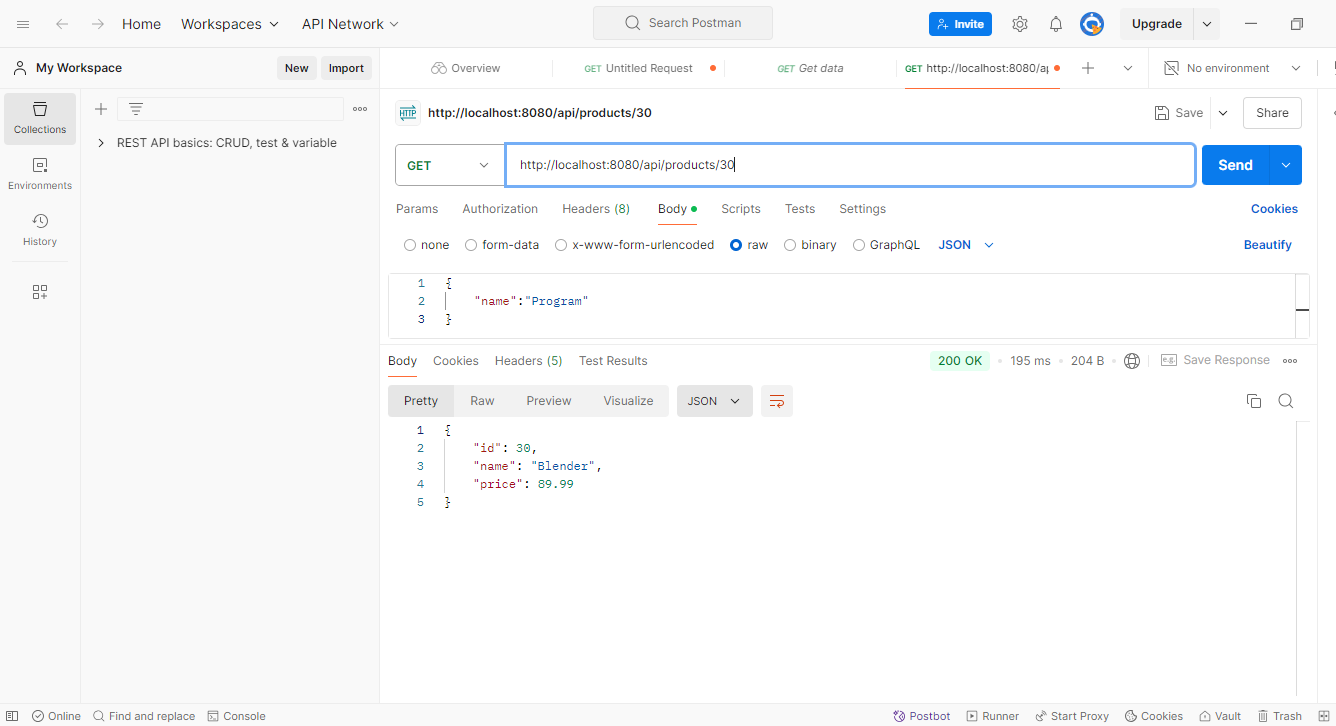 Home Workspaces API Network Search Postman Invite Upgrade
My Workspace New Import Overview GET Untitled Request GET Get data GET http://localhost:8080/ap No environment
Collections
Environments
History
REST API basics: CRUD, test & variable
HTTP http://localhost:8080/api/products/30 Save Share
GET http://localhost:8080/api/products/30 Send
Params Authorization Headers (8) Body Scripts Tests Settings Cookies
none form-data x-www-form-urlencoded raw binary GraphQL JSON Beautify
1 {
2 "name":"Program"
3 }
Body Cookies Headers (5) Test Results 200 OK 195 ms 204 B e.g. Save Response
Pretty Raw Preview Visualize JSON
1 {
2 "id": 30,
3 "name": "Blender",
4 "price": 89.99
5 }
Online Find and replace Console Postbot Runner Start Proxy Cookies Vault Trash